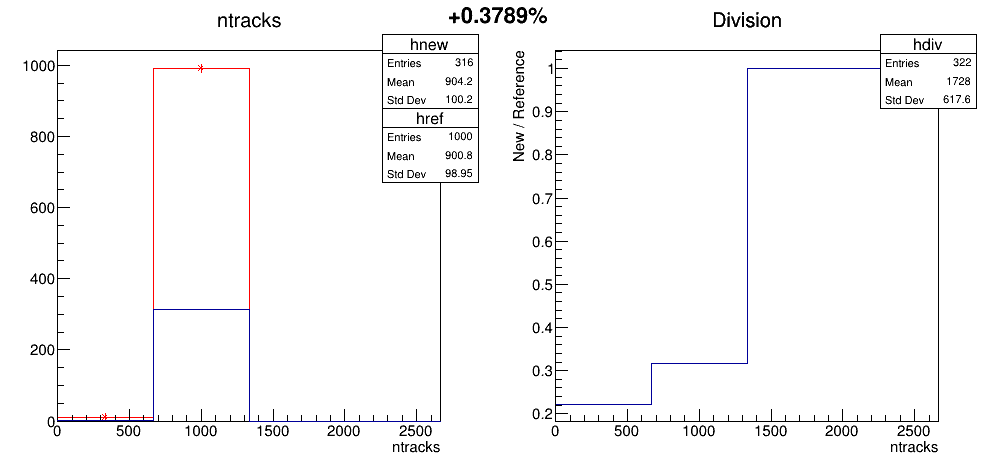 +0.3789%
ntracks
hnew
Entries 316
Mean 904.2
Std Dev 100.2
href
Entries 1000
Mean 900.8
Std Dev 98.95
1000
800
600
400
200
0
0 500 1000 1500 2000 2500
ntracks
Division
hdiv
Entries 322
Mean 1728
Std Dev 617.6
New / Reference
1
0.9
0.8
0.7
0.6
0.5
0.4
0.3
0.2
0 500 1000 1500 2000 2500
ntracks